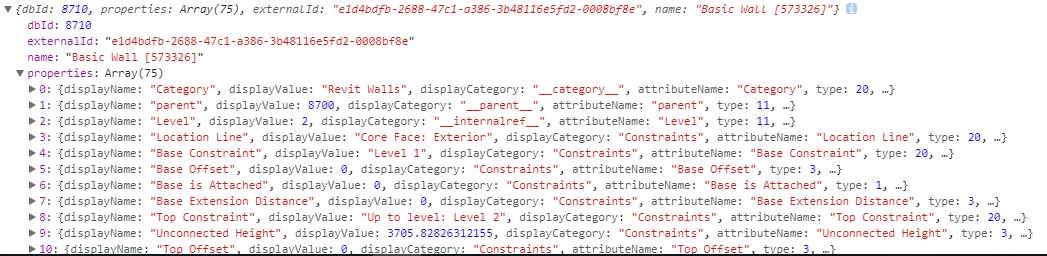 ▼{dbId: 8710, properties: Array(75), externalId: "e1d4bdfb-2688-47c1-a386-3b48116e5fd2-0008bf8e", name: "Basic Wall [573326]"} i
dbId: 8710
externalId: "e1d4bdfb-2688-47c1-a386-3b48116e5fd2-0008bf8e"
name: "Basic Wall [573326]"
▼properties: Array(75)
▶0: {displayName: "Category", displayValue: "Revit Walls", displayCategory: "__category__", attributeName: "Category", type: 20, …}
▶1: {displayName: "parent", displayValue: 8700, displayCategory: "__parent__", attributeName: "parent", type: 11, …}
▶2: {displayName: "Level", displayValue: 2, displayCategory: "__internalref__", attributeName: "Level", type: 11, …}
▶3: {displayName: "Location Line", displayValue: "Core Face: Exterior", displayCategory: "Constraints", attributeName: "Location Line", type: 20, …}
▶4: {displayName: "Base Constraint", displayValue: "Level 1", displayCategory: "Constraints", attributeName: "Base Constraint", type: 20, …}
▶5: {displayName: "Base Offset", displayValue: 0, displayCategory: "Constraints", attributeName: "Base Offset", type: 3, …}
▶6: {displayName: "Base is Attached", displayValue: 0, displayCategory: "Constraints", attributeName: "Base is Attached", type: 1, …}
▶7: {displayName: "Base Extension Distance", displayValue: 0, displayCategory: "Constraints", attributeName: "Base Extension Distance", type: 3, …}
▶8: {displayName: "Top Constraint", displayValue: "Up to level: Level 2", displayCategory: "Constraints", attributeName: "Top Constraint", type: 20, …}
▶9: {displayName: "Unconnected Height", displayValue: 3705.82826312155, displayCategory: "Constraints", attributeName: "Unconnected Height", type: 3, …}
▶10: {displayName: "Top Offset", displayValue: 0, displayCategory: "Constraints", attributeName: "Top Offset", type: 3, …}